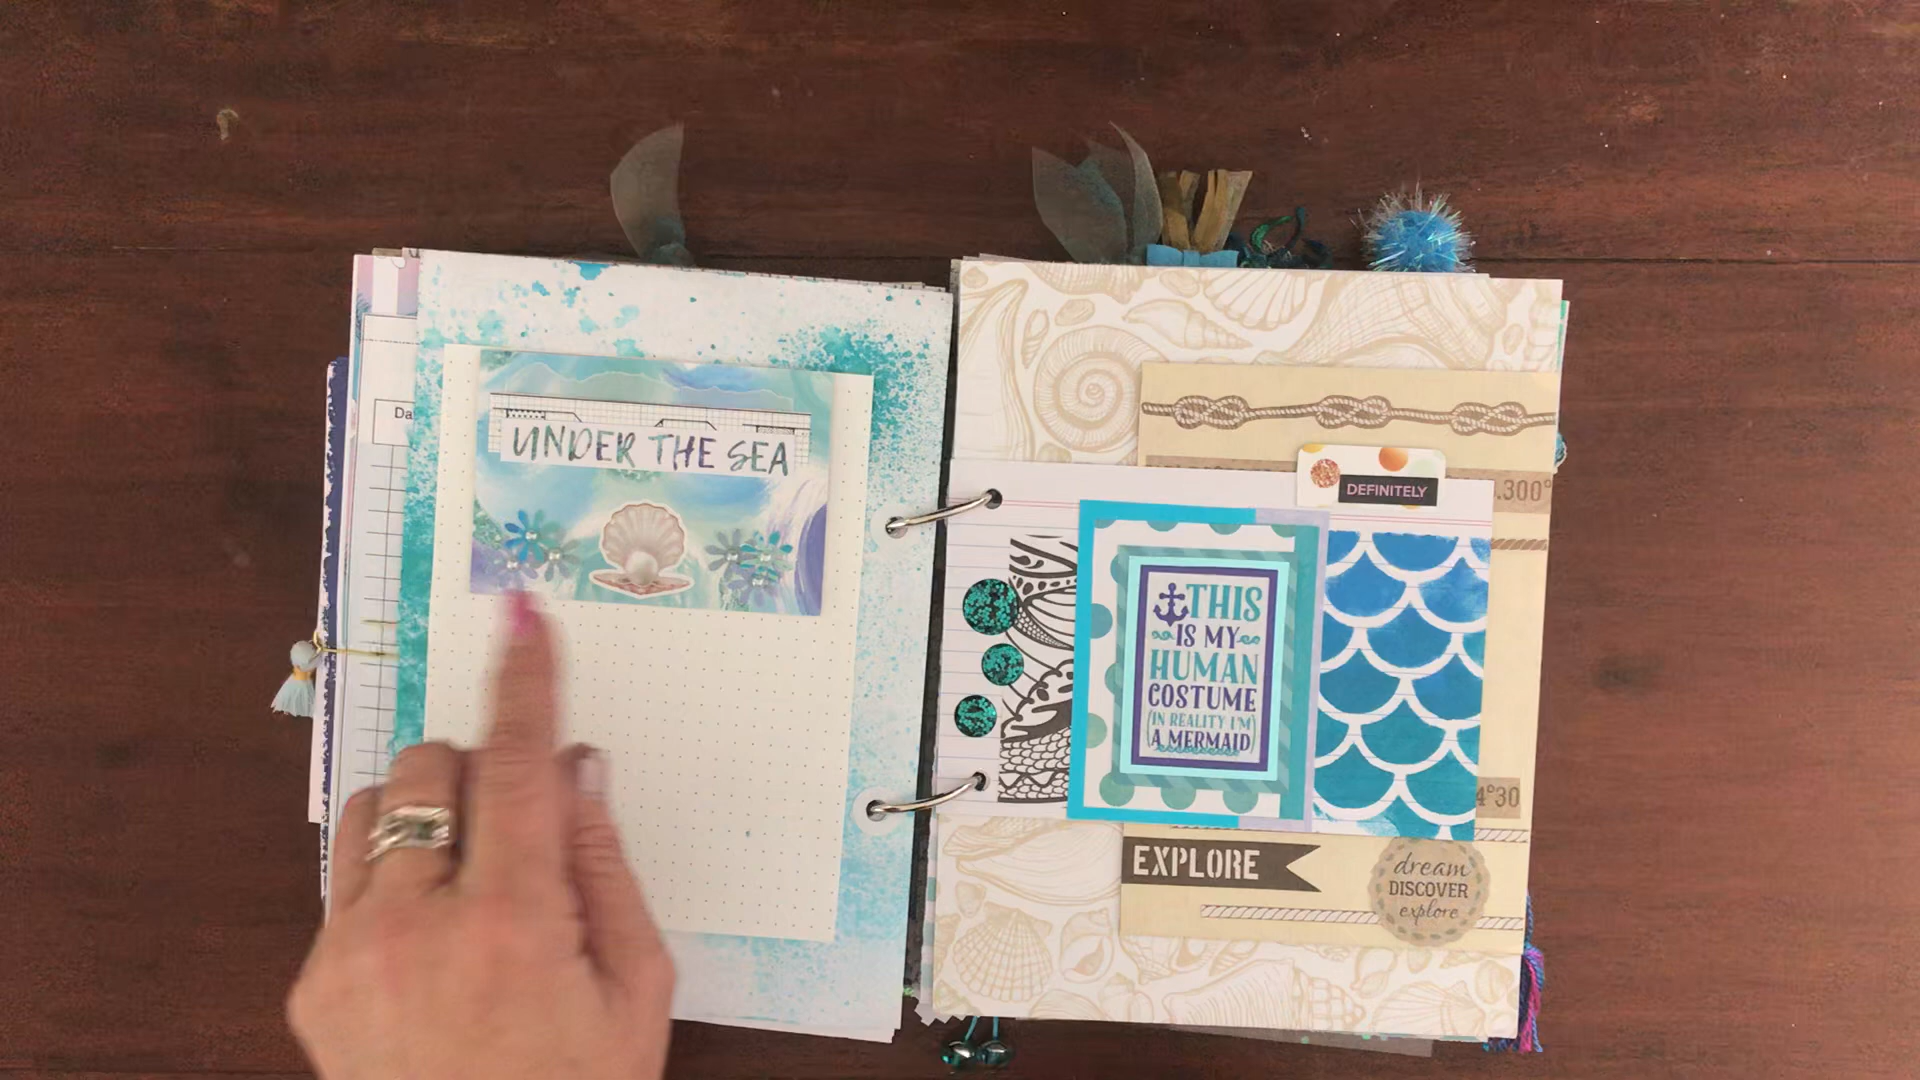 Da
UNDER THE SEA
DEFINITELY
.300°
THIS
IS MY
HUMAN
COSTUME
(IN REALITY I'M)
A MERMAID
4°30
EXPLORE
dream
DISCOVER
explore